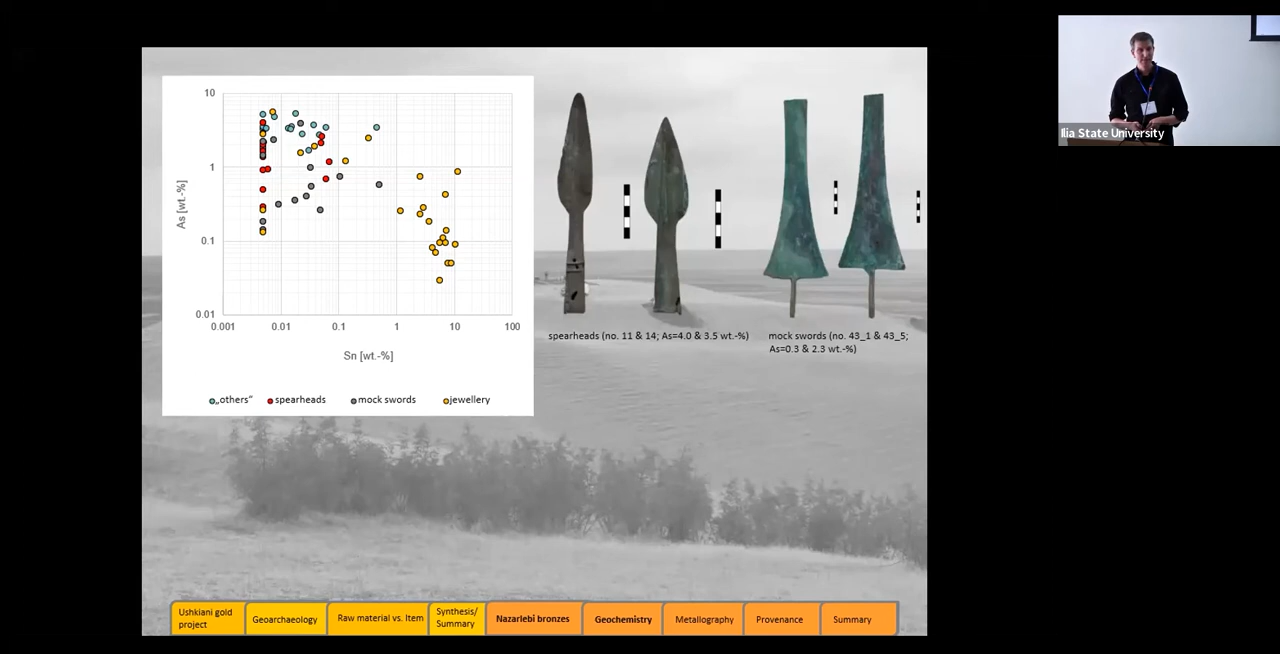 Ilia State University
10
1
0.1
0.01
As [wt.-%]
0.001
0.01
0.1
1
10
100
Sn [wt.-%]
„others“
spearheads
mock swords
jewellery
spearheads (no. 11 & 14; As=4.0 & 3.5 wt.-%)
mock swords (no. 43_1 & 43_5;
As=0.3 & 2.3 wt.-%)
Ushkiani gold
project
Geoarchaeology
Raw material vs. Item
Synthesis/
Summary
Nazarlebi bronzes
Geochemistry
Metallography
Provenance
Summary